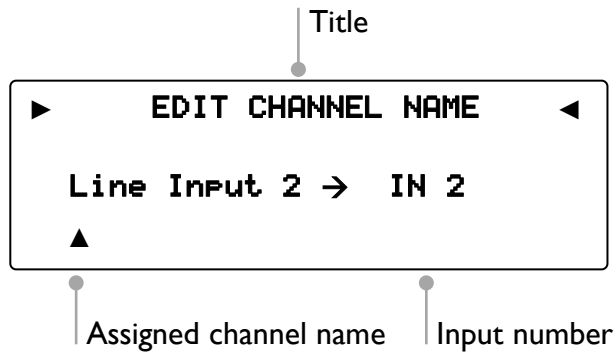 Title
► EDIT CHANNEL NAME ◄
Line Input 2 → IN 2
▲
Assigned channel name Input number